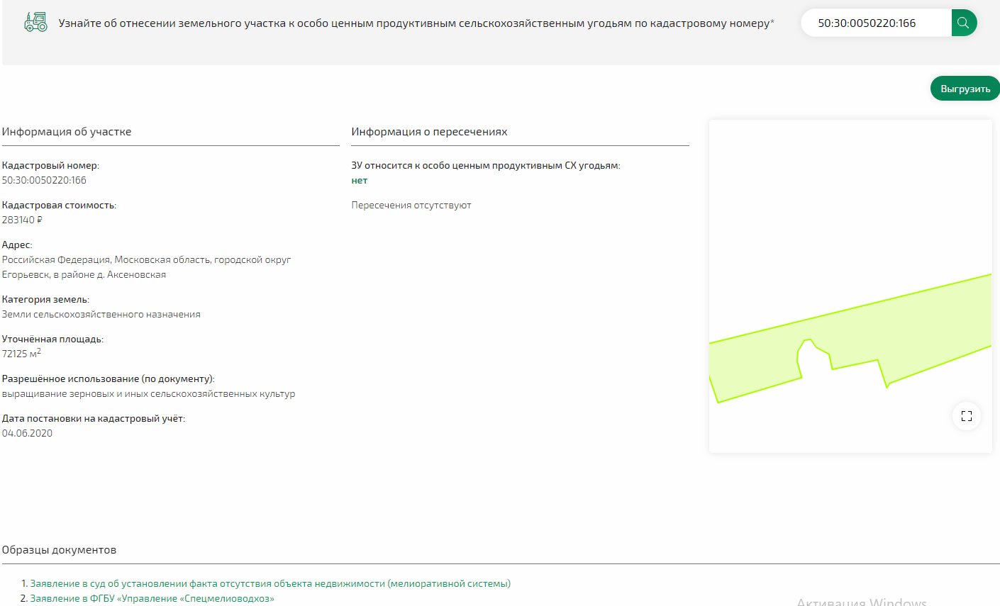 Узнайте об отнесении земельного участка к особо ценным продуктивным сельскохозяйственным угодьям по кадастровому номеру*
50:30:0050220:166
Выгрузить
Информация об участке
Кадастровый номер:
50:30:0050220:166
Кадастровая стоимость:
283140 ₽
Адрес:
Российская Федерация, Московская область, городской округ
Егорьевск, в районе д. Аксеновская
Категория земель:
Земли сельскохозяйственного назначения
Уточнённая площадь:
72125 м²
Разрешённое использование (по документу):
выращивание зерновых и иных сельскохозяйственных культур
Дата постановки на кадастровый учёт:
04.06.2020
Информация о пересечениях
ЗУ относится к особо ценным продуктивным СХ угодьям:
нет
Пересечения отсутствуют
Образцы документов
1. Заявление в суд об установлении факта отсутствия объекта недвижимости (мелиоративной системы)
2. Заявление в ФГБУ «Управление «Спецмелиоводхоз»
Активация Windows